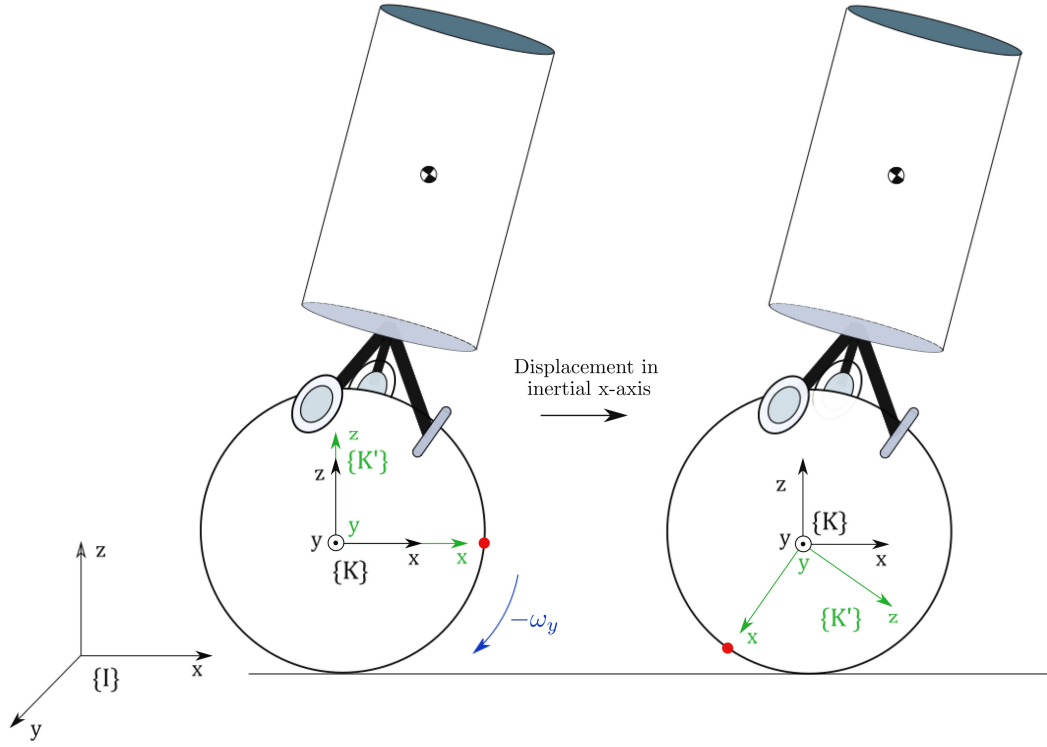 Displacement in
inertial x-axis
z
{K'}
z
y
y
x
x
{K}
−ω_y
z
x
{I}
y
z
{K}
y
y
x
{K'}
x
z